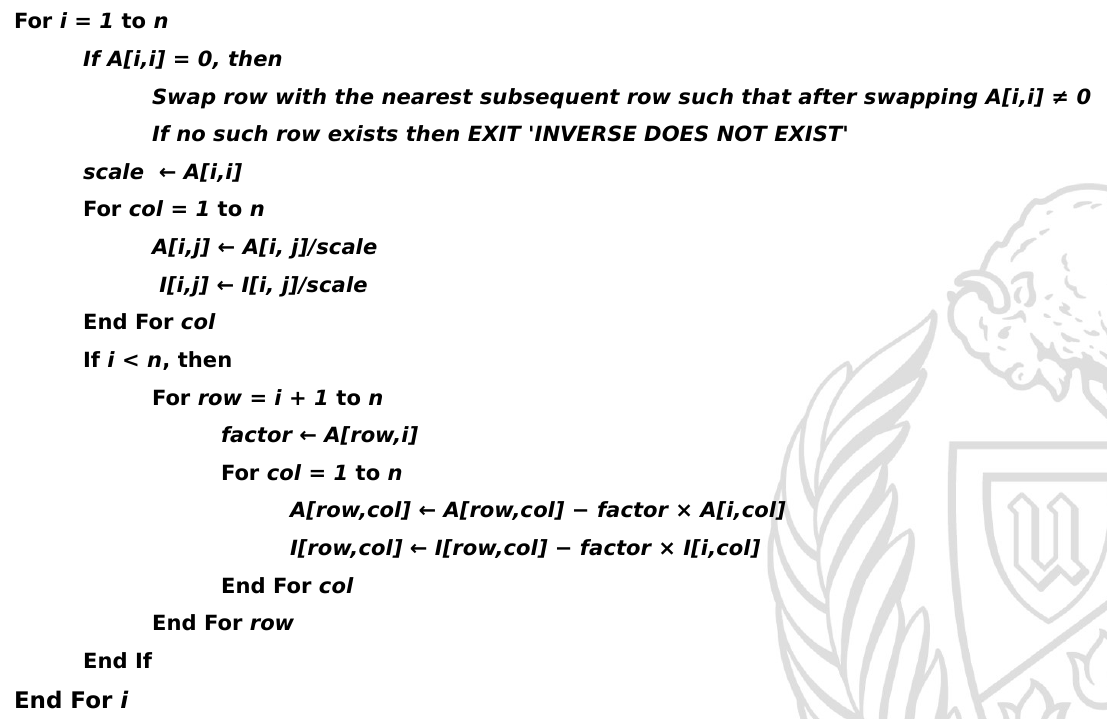 For i = 1 to n
If A[i,i] = 0, then
Swap row with the nearest subsequent row such that after swapping A[i,i] ≠ 0
If no such row exists then EXIT 'INVERSE DOES NOT EXIST'
scale ← A[i,i]
For col = 1 to n
A[i,j] ← A[i, j]/scale
I[i,j] ← I[i, j]/scale
End For col
If i < n, then
For row = i + 1 to n
factor ← A[row,i]
For col = 1 to n
A[row,col] ← A[row,col] − factor × A[i,col]
I[row,col] ← I[row,col] − factor × I[i,col]
End For col
End For row
End If
End For i